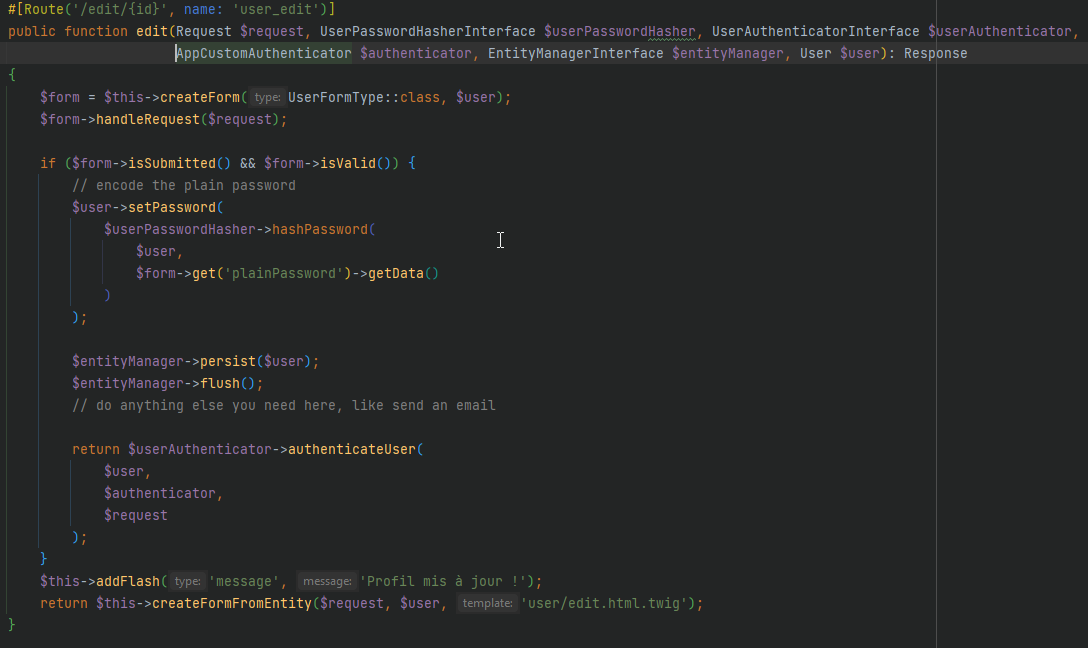 #[Route('/edit/{id}', name: 'user_edit')]
public function edit(Request $request, UserPasswordHasherInterface $userPasswordHasher, UserAuthenticatorInterface $userAuthenticator,
AppCustomAuthenticator $authenticator, EntityManagerInterface $entityManager, User $user): Response
{
$form = $this->createForm( type: UserFormType::class, $user);
$form->handleRequest($request);
if ($form->isSubmitted() && $form->isValid()) {
// encode the plain password
$user->setPassword(
$userPasswordHasher->hashPassword(
$user,
$form->get('plainPassword')->getData()
)
);
$entityManager->persist($user);
$entityManager->flush();
// do anything else you need here, like send an email
return $userAuthenticator->authenticateUser(
$user,
$authenticator,
$request
);
}
$this->addFlash( type: 'message', message: 'Profil mis à jour !');
return $this->createFormFromEntity($request, $user, template: 'user/edit.html.twig');
}